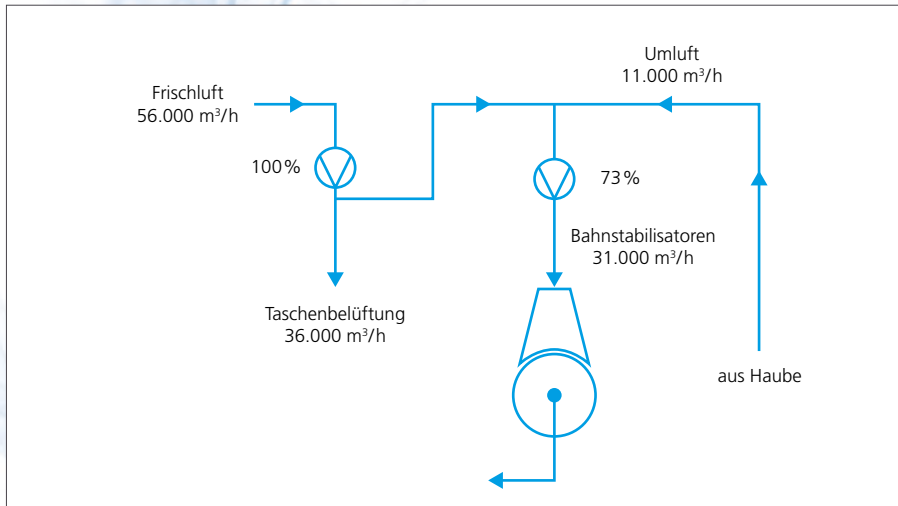 Umluft
11.000 m³/h
Frischluft
56.000 m³/h
100 %
73 %
Bahnstabilisatoren
31.000 m³/h
Taschenbelüftung
36.000 m³/h
aus Haube